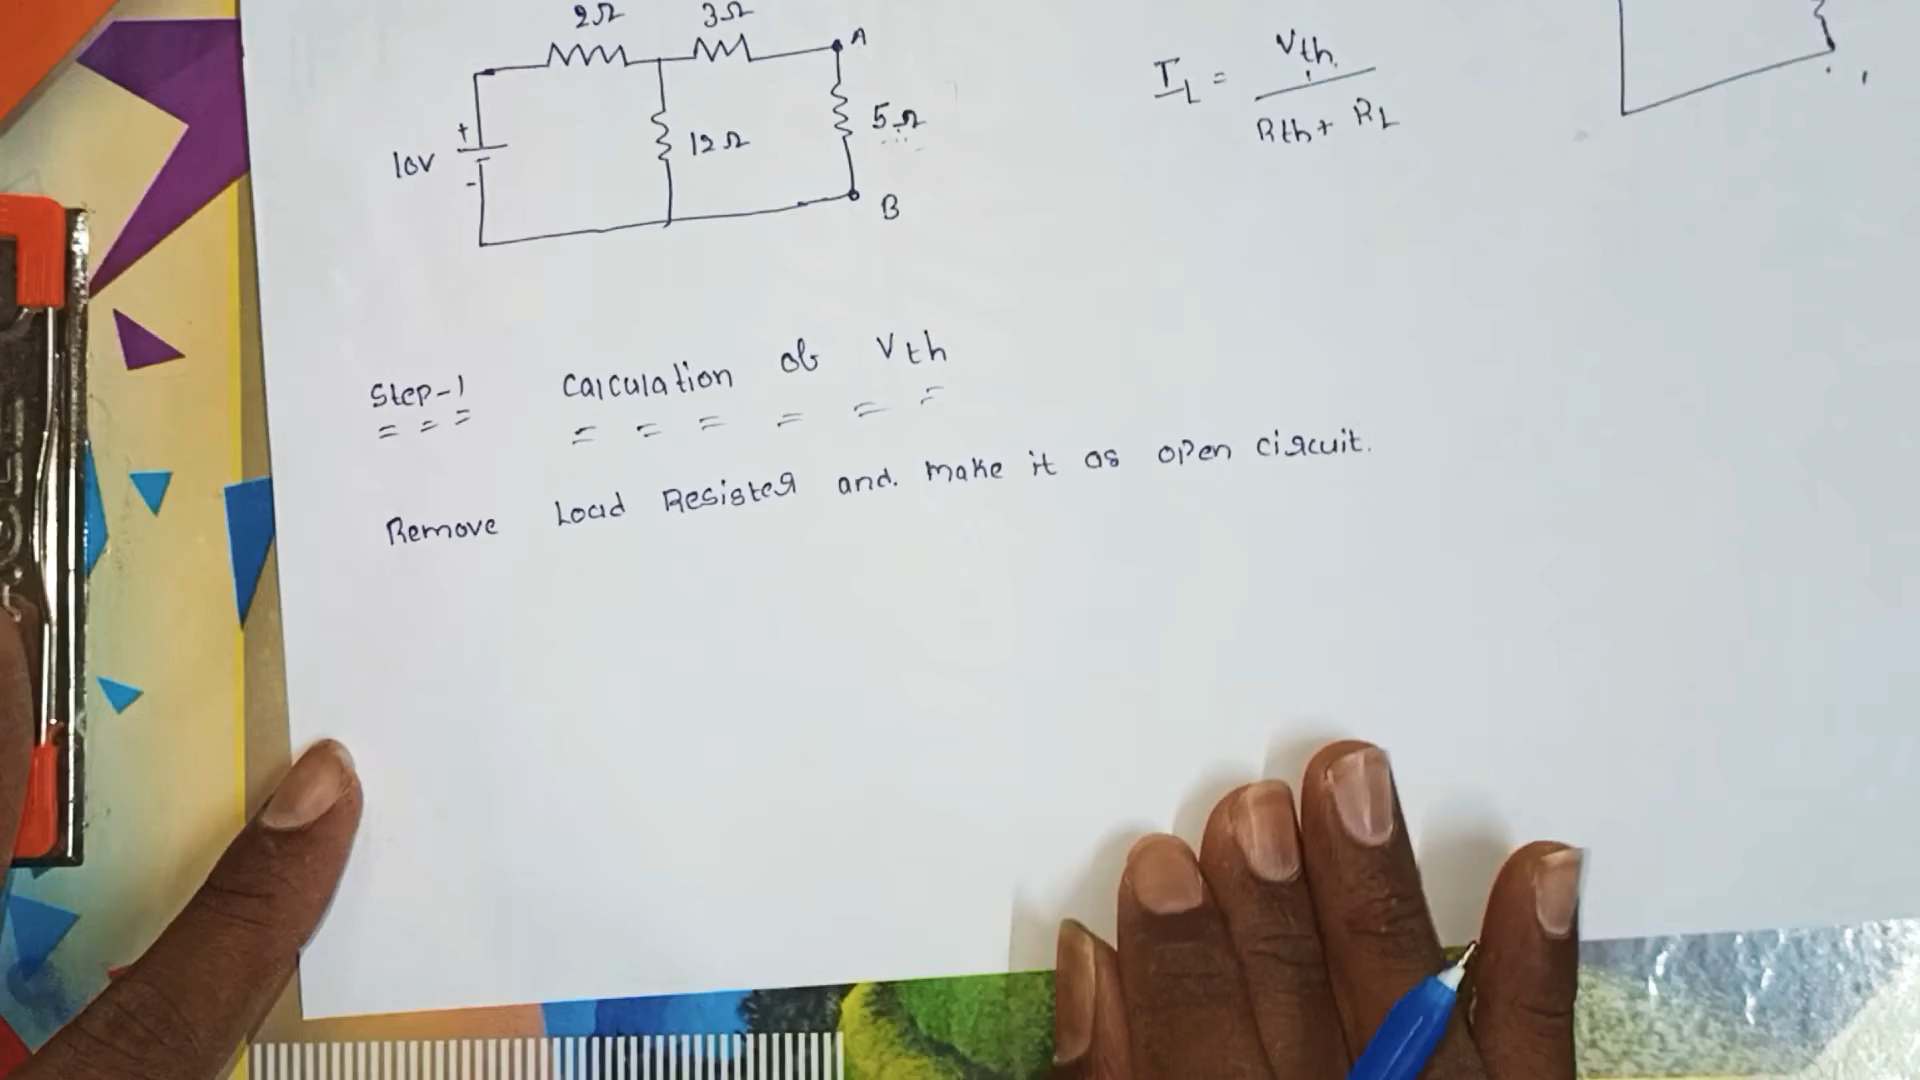 2Ω 3Ω
A
10V + - 12Ω 5Ω
B
I_L = Vth / Rth + RL
Step-1 Calculation of Vth
Remove Load Resister and. make it as open circuit.